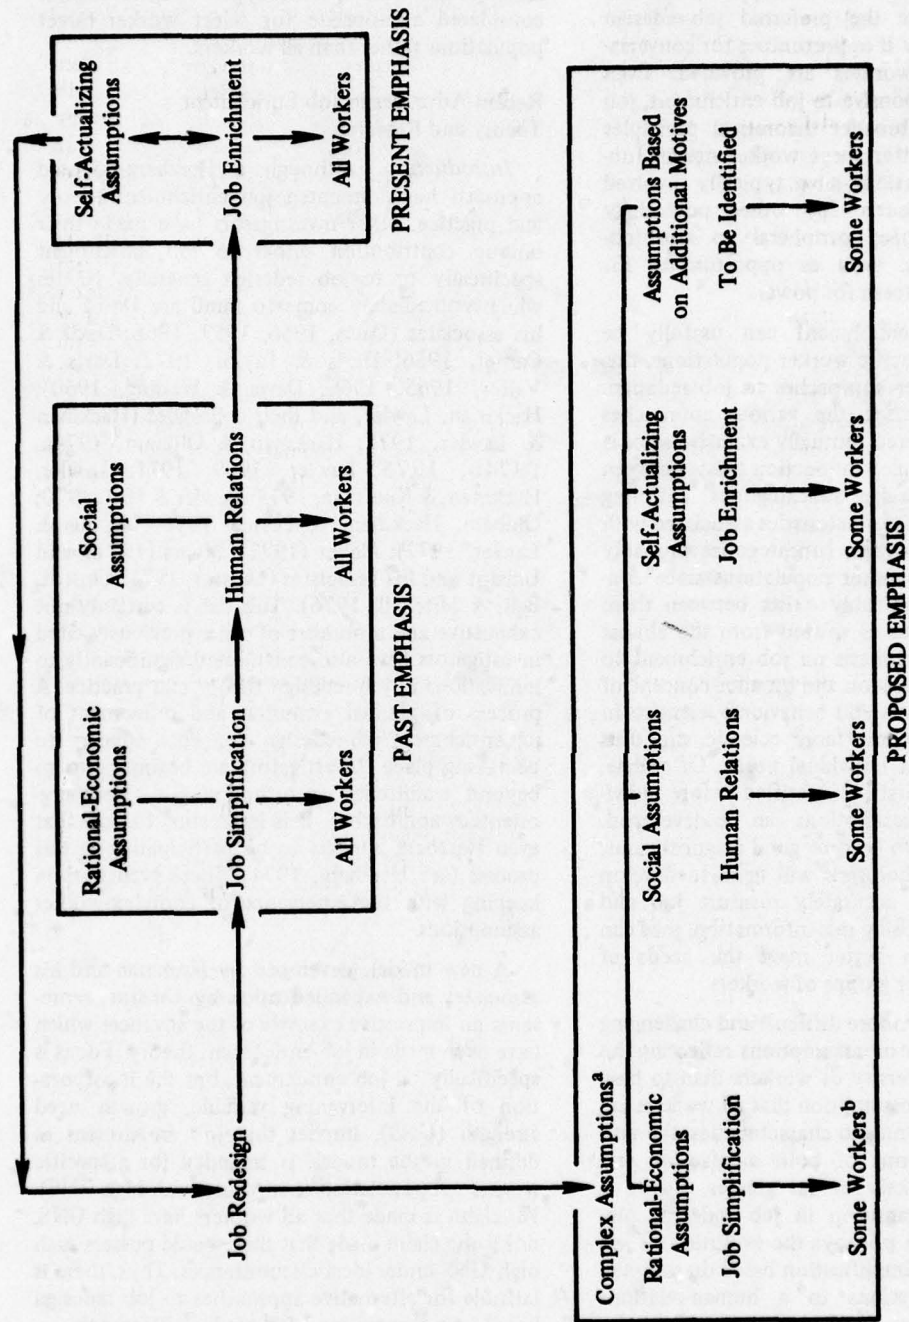 Rational-Economic
Assumptions
Job Simplification
All Workers
Social
Assumptions
Human Relations
All Workers
PAST EMPHASIS
Self-Actualizing
Assumptions
Job Enrichment
All Workers
PRESENT EMPHASIS
Job Redesign
Complex Assumptionsᵃ
Rational-Economic
Assumptions
Job Simplification
Some Workersᵇ
Social Assumptions
Human Relations
Some Workers
Self-Actualizing
Assumptions
Job Enrichment
Some Workers
Assumptions Based
on Additional Motives
To Be Identified
Some Workers
PROPOSED EMPHASIS